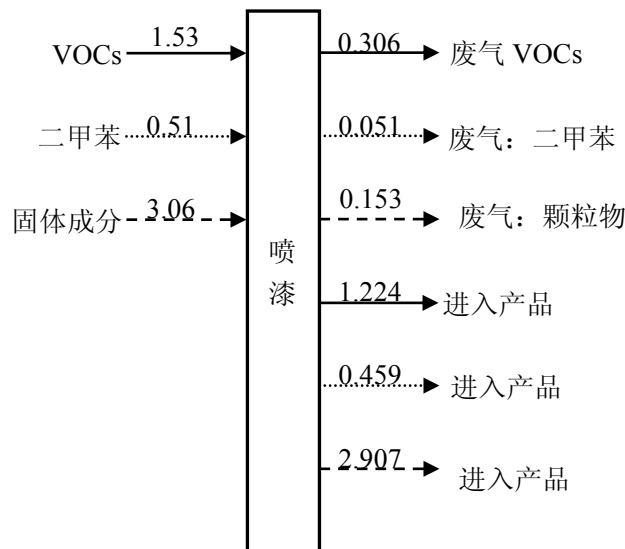 VOCs 1.53 0.306 废气 VOCs
二甲苯 0.51 0.051 废气：二甲苯
固体成分 3.06 0.153 废气：颗粒物
喷
漆
1.224 进入产品
0.459 进入产品
2.907 进入产品